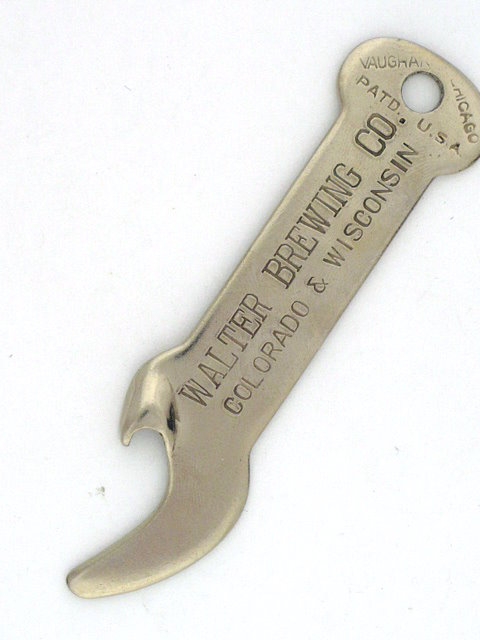 VAUGHAN CHICAGO
PATD. U.S.A.
WALTER BREWING CO.
COLORADO & WISCONSIN